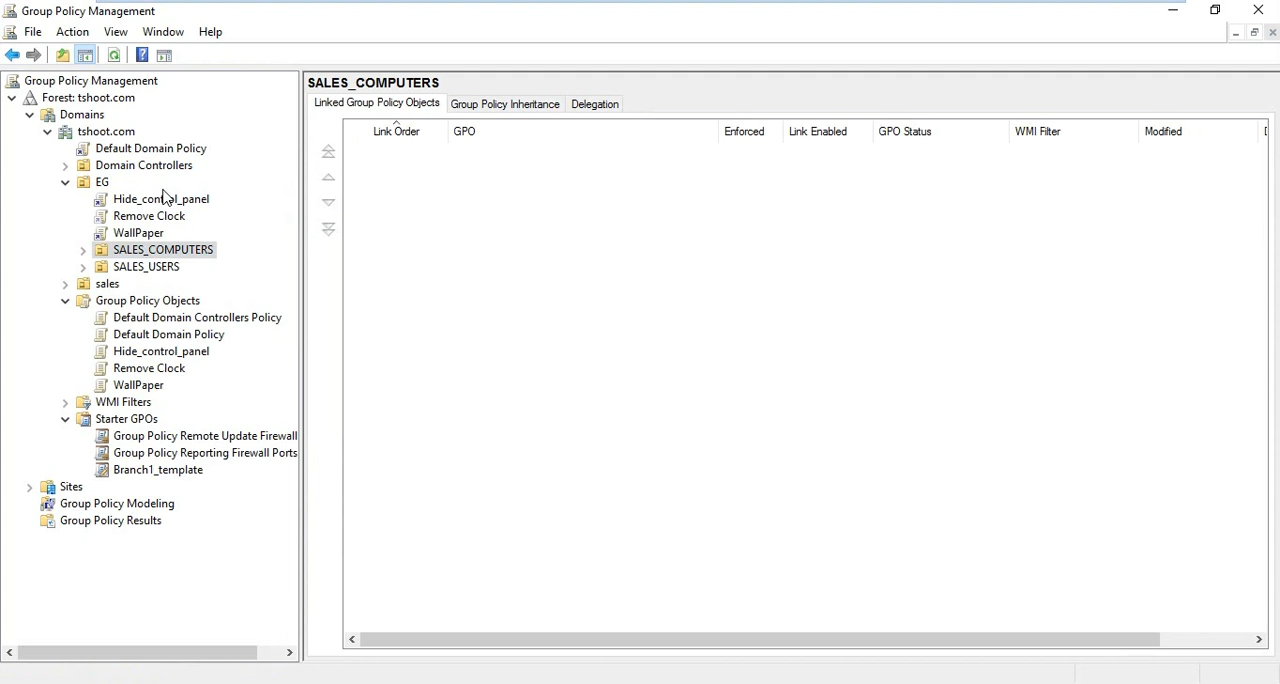 Group Policy Management
File Action View Window Help
Group Policy Management
Forest: tshoot.com
Domains
tshoot.com
Default Domain Policy
Domain Controllers
EG
Hide_control_panel
Remove Clock
WallPaper
SALES_COMPUTERS
SALES_USERS
sales
Group Policy Objects
Default Domain Controllers Policy
Default Domain Policy
Hide_control_panel
Remove Clock
WallPaper
WMI Filters
Starter GPOs
Group Policy Remote Update Firewall
Group Policy Reporting Firewall Ports
Branch1_template
Sites
Group Policy Modeling
Group Policy Results
SALES_COMPUTERS
Linked Group Policy Objects Group Policy Inheritance Delegation
Link Order GPO Enforced Link Enabled GPO Status WMI Filter Modified